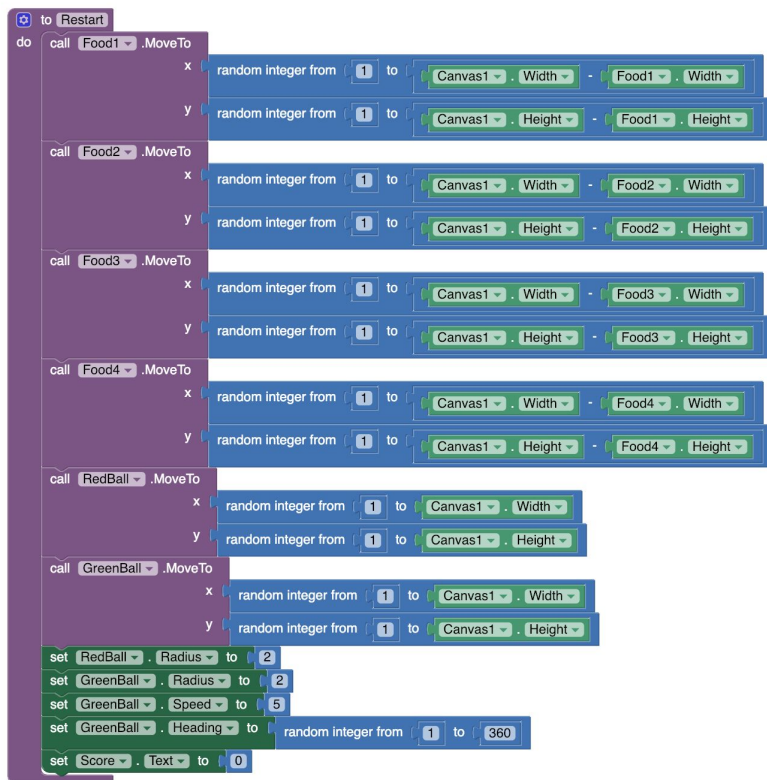 to Restart
do call Food1 .MoveTo
x random integer from 1 to Canvas1 . Width - Food1 . Width
y random integer from 1 to Canvas1 . Height - Food1 . Height
call Food2 .MoveTo
x random integer from 1 to Canvas1 . Width - Food2 . Width
y random integer from 1 to Canvas1 . Height - Food2 . Height
call Food3 .MoveTo
x random integer from 1 to Canvas1 . Width - Food3 . Width
y random integer from 1 to Canvas1 . Height - Food3 . Height
call Food4 .MoveTo
x random integer from 1 to Canvas1 . Width - Food4 . Width
y random integer from 1 to Canvas1 . Height - Food4 . Height
call RedBall .MoveTo
x random integer from 1 to Canvas1 . Width
y random integer from 1 to Canvas1 . Height
call GreenBall .MoveTo
x random integer from 1 to Canvas1 . Width
y random integer from 1 to Canvas1 . Height
set RedBall . Radius to 2
set GreenBall . Radius to 2
set GreenBall . Speed to 5
set GreenBall . Heading to random integer from 1 to 360
set Score . Text to 0